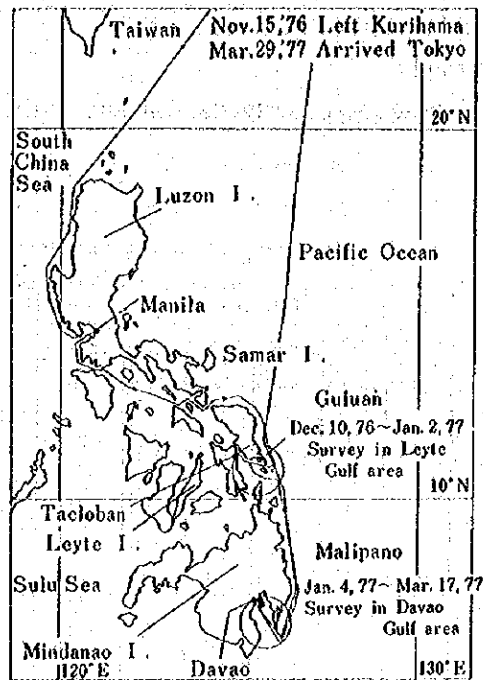 Taiwan
Nov.15,'76 Left Kurihama
Mar.29,'77 Arrived Tokyo
20°N
South
China
Sea
Luzon I.
Pacific Ocean
Manila
Samar I.
Guluan
Dec. 10, 76~Jan. 2, 77
Survey in Leyte
Gulf area
10°N
Tacloban
Leyte I.
Malipano
Sulu Sea
Jan. 4, 77~Mar. 17, 77
Survey in Davao
Gulf area
Mindanao I.
120°E
Davao
130°E